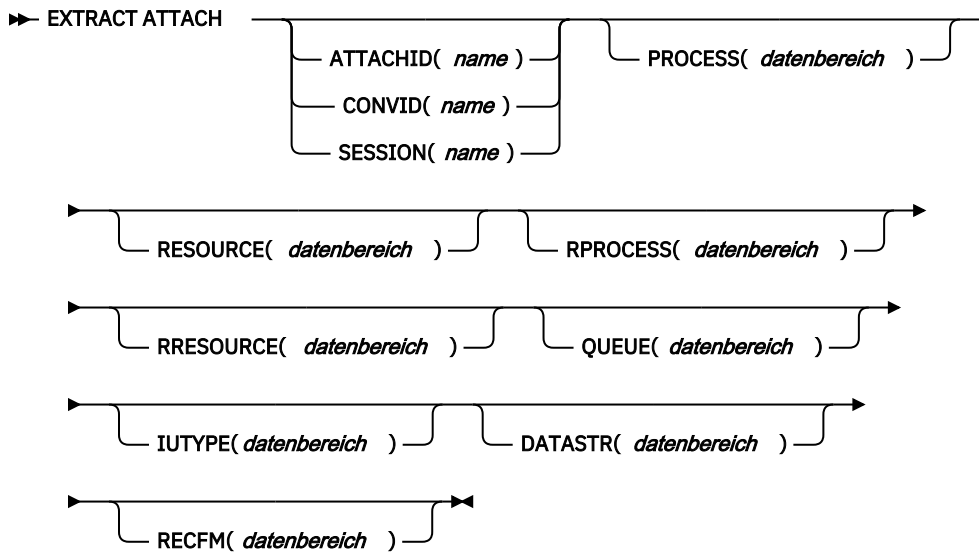 EXTRACT ATTACH
ATTACHID( name )
PROCESS( datenbereich )
CONVID( name )
SESSION( name )
RESOURCE( datenbereich )
RPROCESS( datenbereich )
RRESOURCE( datenbereich )
QUEUE( datenbereich )
IUTYPE( datenbereich )
DATASTR( datenbereich )
RECFM( datenbereich )